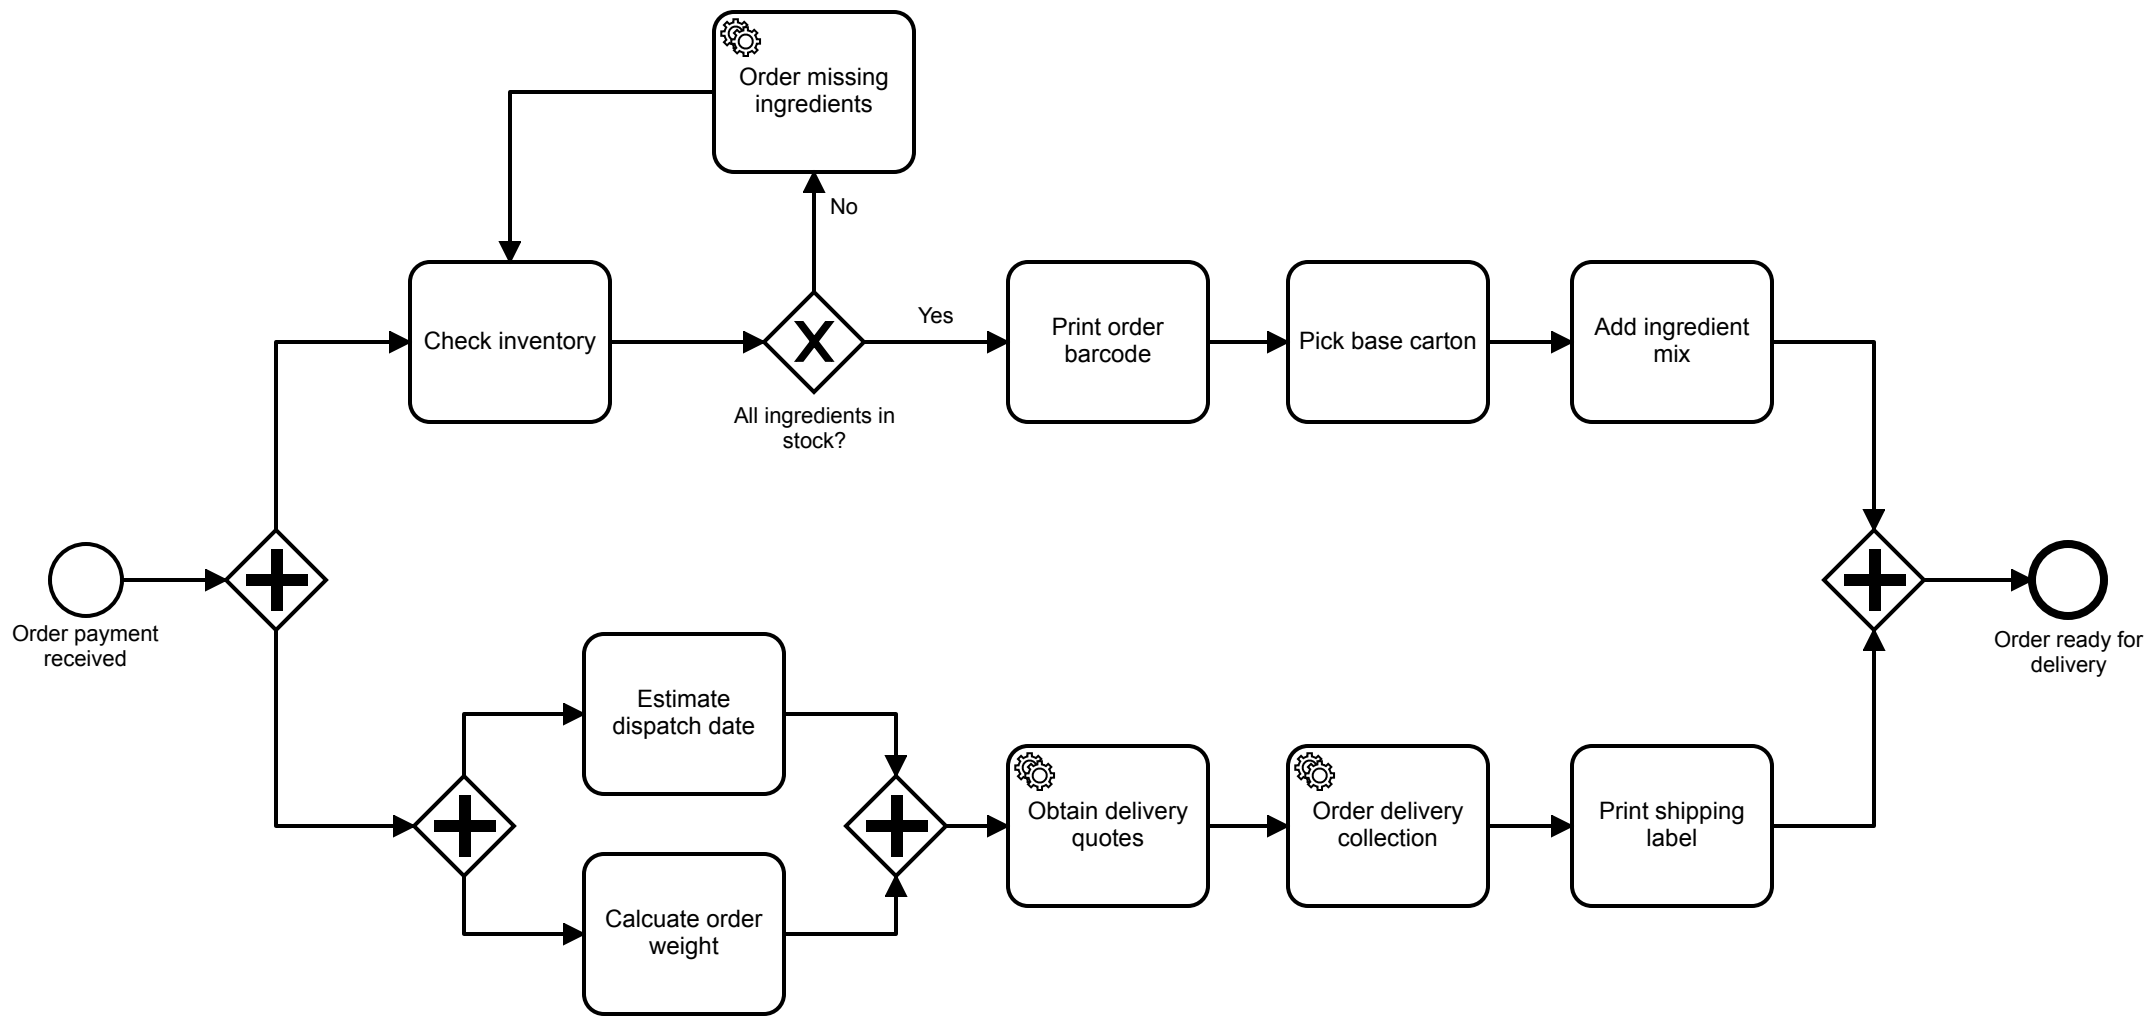 Order missing
ingredients
No
Check inventory
Yes
All ingredients in
stock?
Print order
barcode
Pick base carton
Add ingredient
mix
Order payment
received
Order ready for
delivery
Estimate
dispatch date
Calcuate order
weight
Obtain delivery
quotes
Order delivery
collection
Print shipping
label